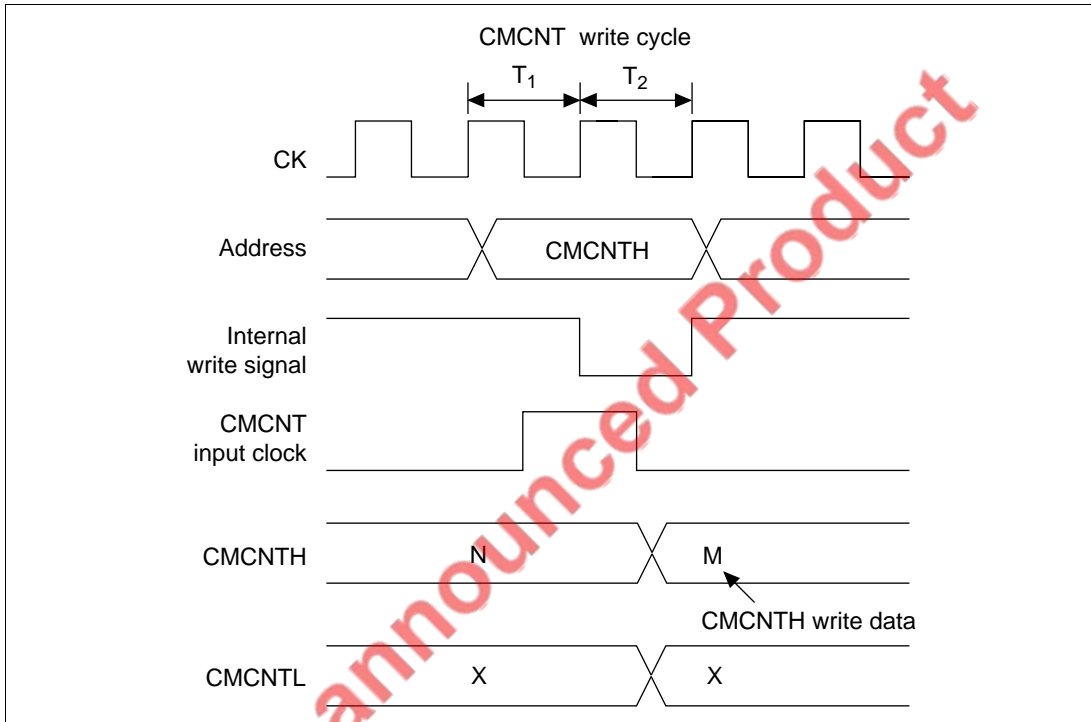 CMCNT write cycle
T1
T2
CK
Address
CMCNTH
Internal
write signal
CMCNT
input clock
CMCNTH
N
M
CMCNTH write data
CMCNTL
X
X
announced Product